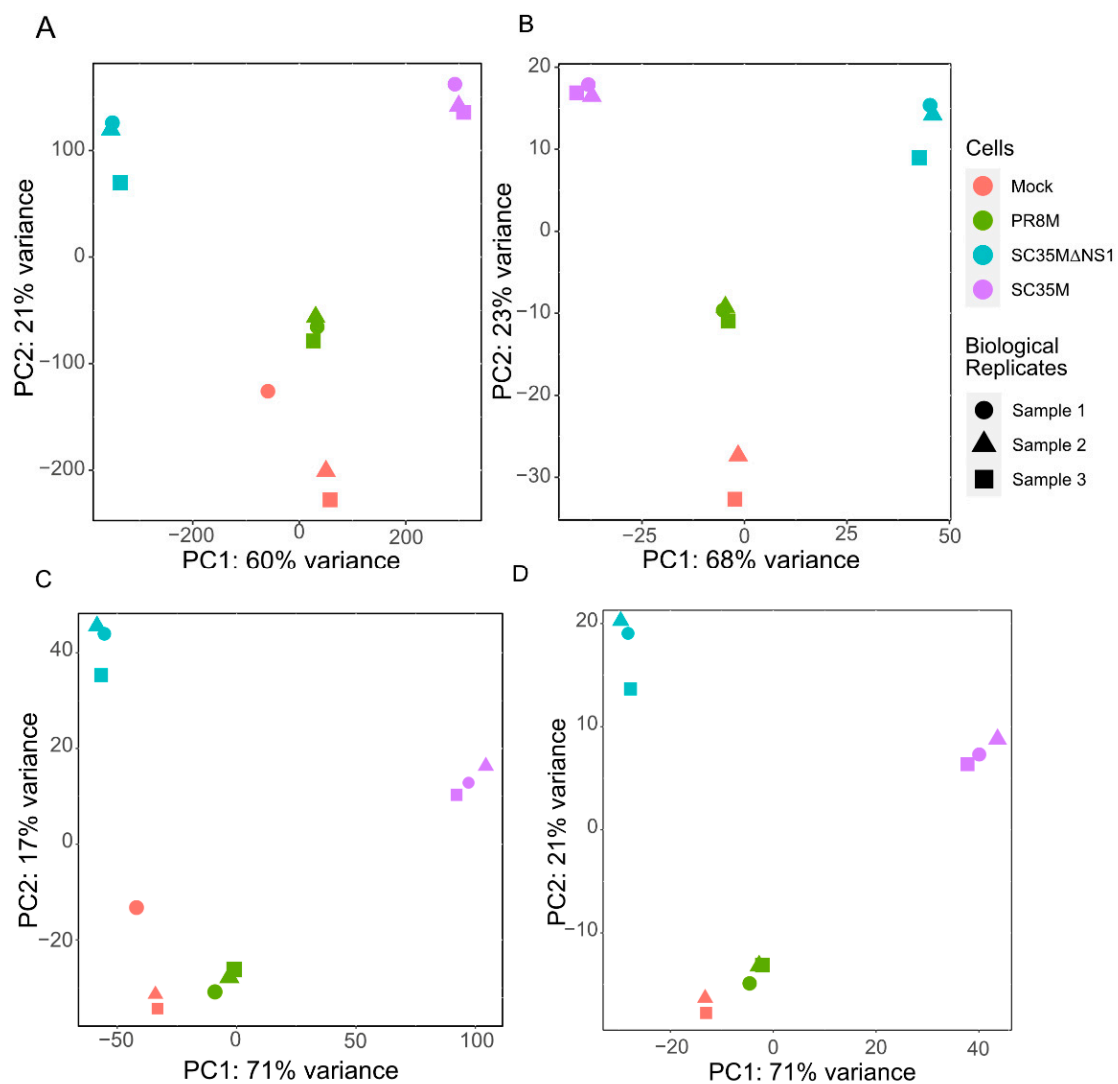 A
PC2: 21% variance
100
0
−100
−200
−200
0
200
PC1: 60% variance
B
PC2: 23% variance
20
10
0
−10
−20
−30
−25
0
25
50
PC1: 68% variance
Cells
Mock
PR8M
SC35MΔNS1
SC35M
Biological
Replicates
Sample 1
Sample 2
Sample 3
C
PC2: 17% variance
40
20
0
−20
−50
0
50
100
PC1: 71% variance
D
PC2: 21% variance
20
10
0
−10
−20
0
20
40
PC1: 71% variance